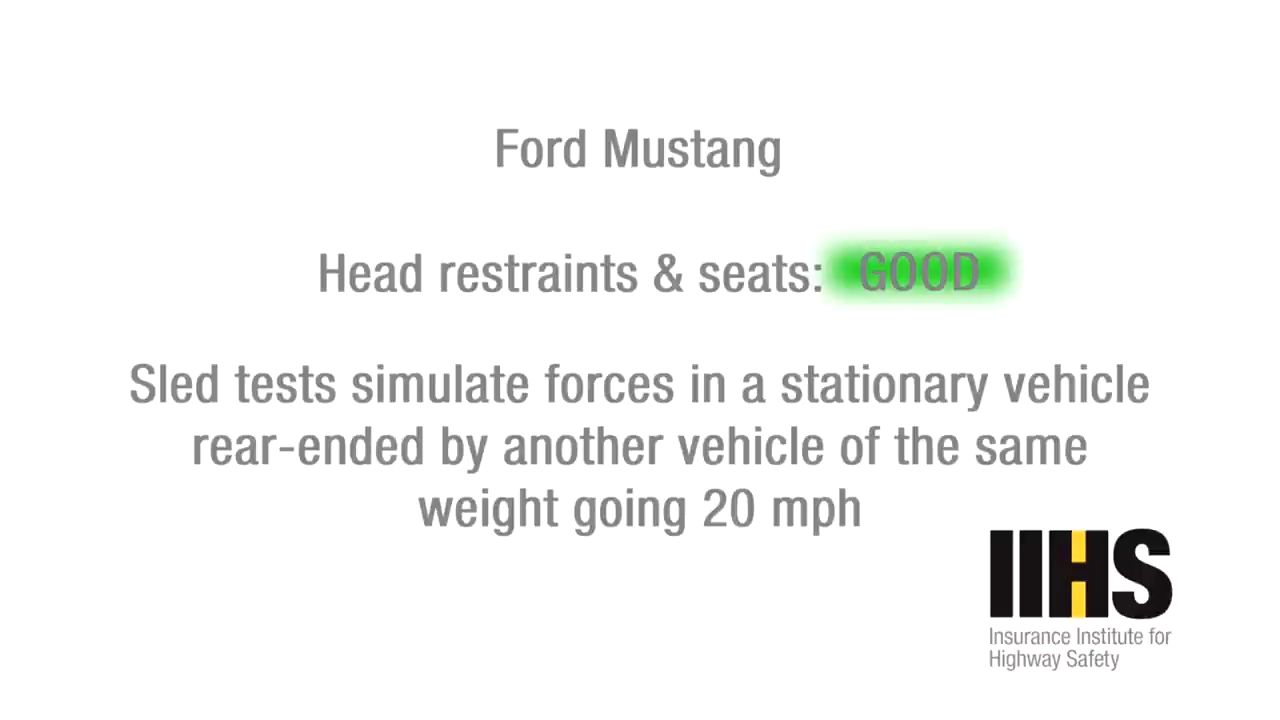 Ford Mustang
Head restraints & seats: GOOD
Sled tests simulate forces in a stationary vehicle
rear-ended by another vehicle of the same
weight going 20 mph
IIHS
Insurance Institute for
Highway Safety